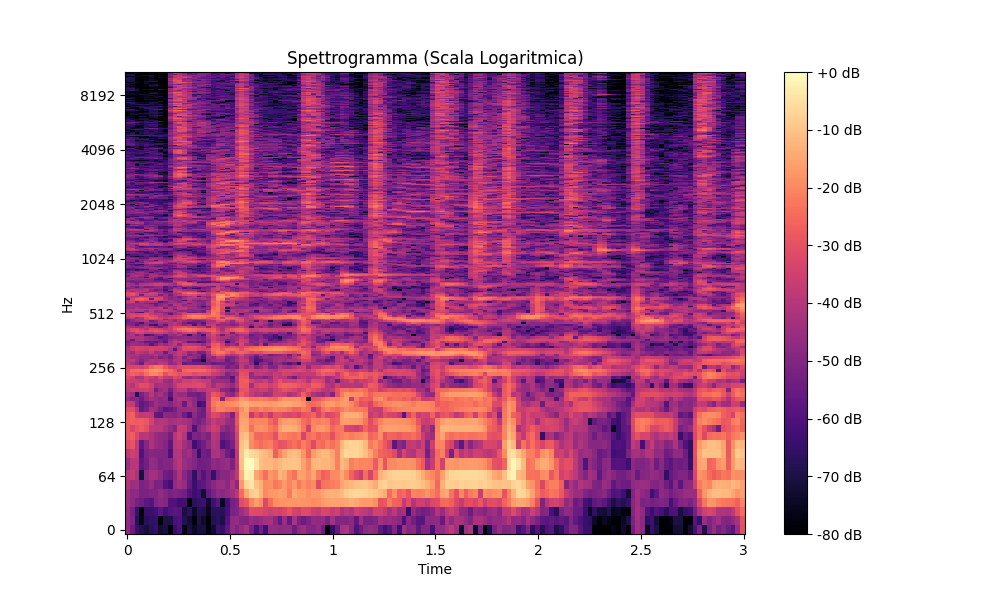 Spettrogramma (Scala Logaritmica)
Hz
8192
4096
2048
1024
512
256
128
64
0
0
0.5
1
1.5
2
2.5
3
Time
+0 dB
-10 dB
-20 dB
-30 dB
-40 dB
-50 dB
-60 dB
-70 dB
-80 dB